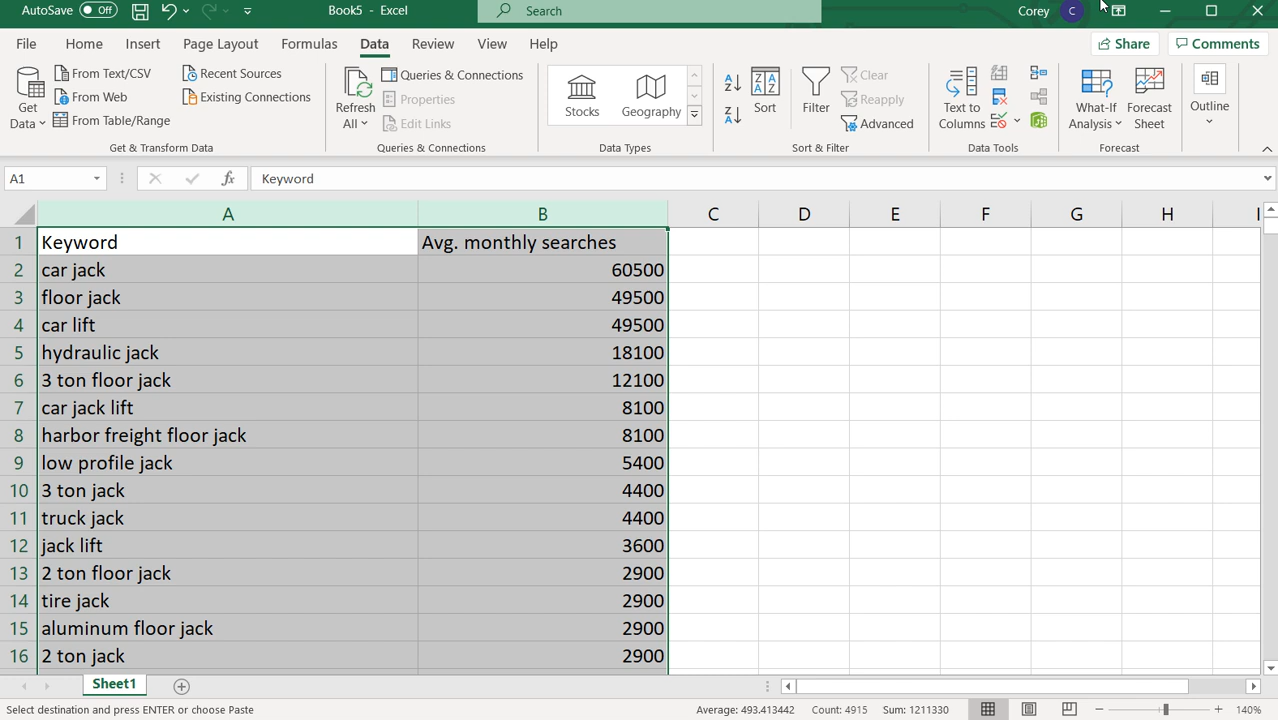 AutoSave Off Book5 - Excel Search Corey C
File Home Insert Page Layout Formulas Data Review View Help Share Comments
Get Data
From Text/CSV
From Web
From Table/Range
Recent Sources
Existing Connections
Get & Transform Data
Refresh All
Queries & Connections
Properties
Edit Links
Queries & Connections
Stocks Geography
Data Types
Sort
Filter
Clear
Reapply
Advanced
Sort & Filter
Text to Columns
Data Tools
What-If Analysis
Forecast Sheet
Forecast
Outline
A1 fx Keyword
A B C D E F G H I
1 Keyword Avg. monthly searches
2 car jack 60500
3 floor jack 49500
4 car lift 49500
5 hydraulic jack 18100
6 3 ton floor jack 12100
7 car jack lift 8100
8 harbor freight floor jack 8100
9 low profile jack 5400
10 3 ton jack 4400
11 truck jack 4400
12 jack lift 3600
13 2 ton floor jack 2900
14 tire jack 2900
15 aluminum floor jack 2900
16 2 ton jack 2900
Sheet1
Select destination and press ENTER or choose Paste Average: 493.413442 Count: 4915 Sum: 1211330 140%